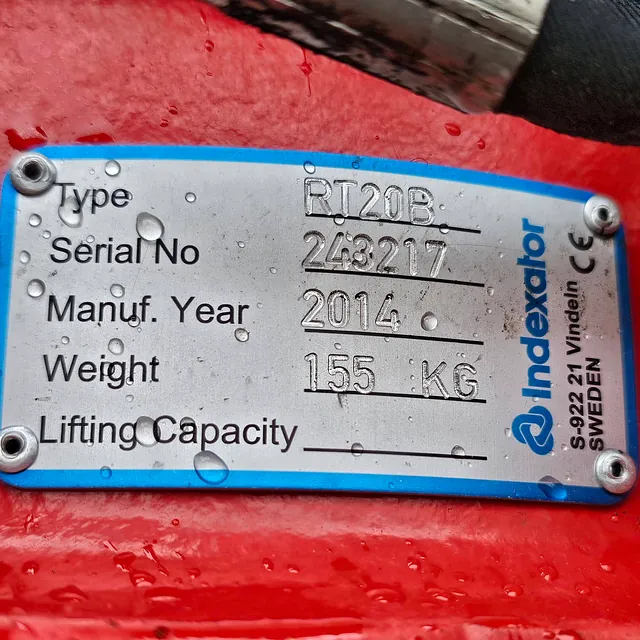 Type RT20B
Serial No 243217
Manuf. Year 2014
Weight 155 KG
Lifting Capacity
Indexator CE
S-922 21 Vindeln
SWEDEN